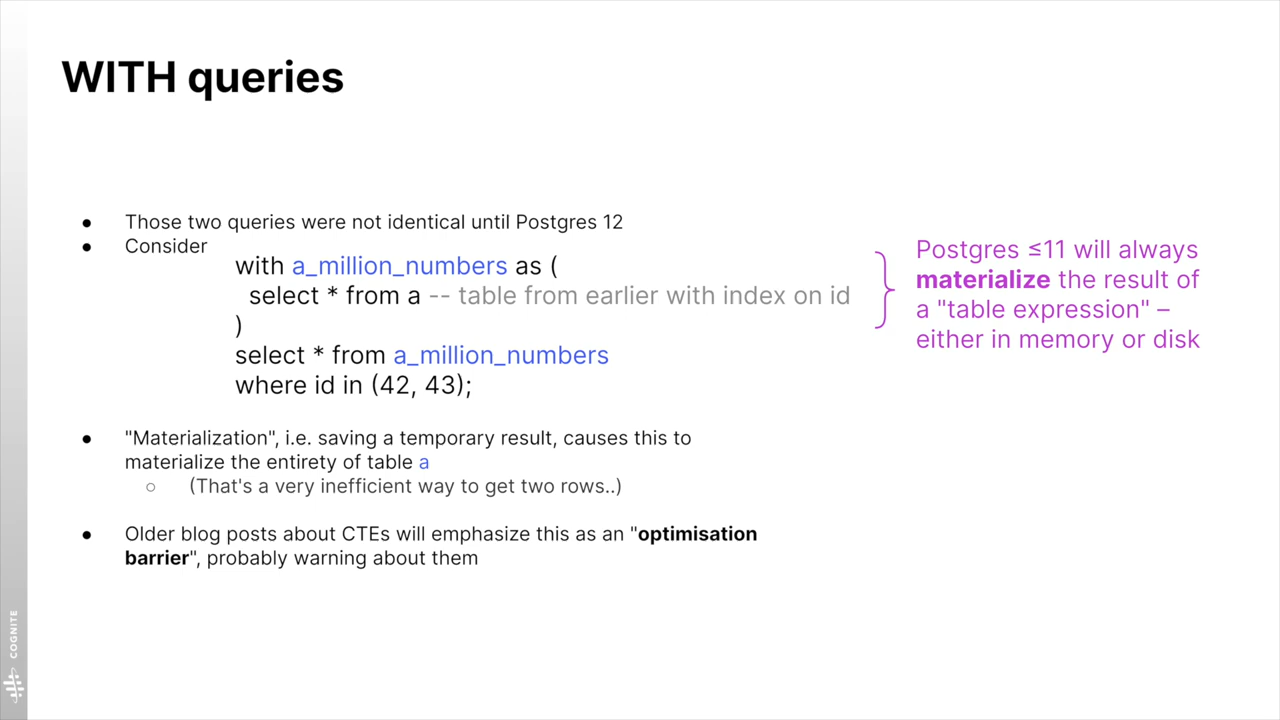 WITH queries
● Those two queries were not identical until Postgres 12
● Consider
with a_million_numbers as (
select * from a -- table from earlier with index on id
)
select * from a_million_numbers
where id in (42, 43);
Postgres ≤11 will always
materialize the result of
a "table expression" –
either in memory or disk
● "Materialization", i.e. saving a temporary result, causes this to
materialize the entirety of table a
○ (That's a very inefficient way to get two rows..)
● Older blog posts about CTEs will emphasize this as an "optimisation
barrier", probably warning about them
COGNITE